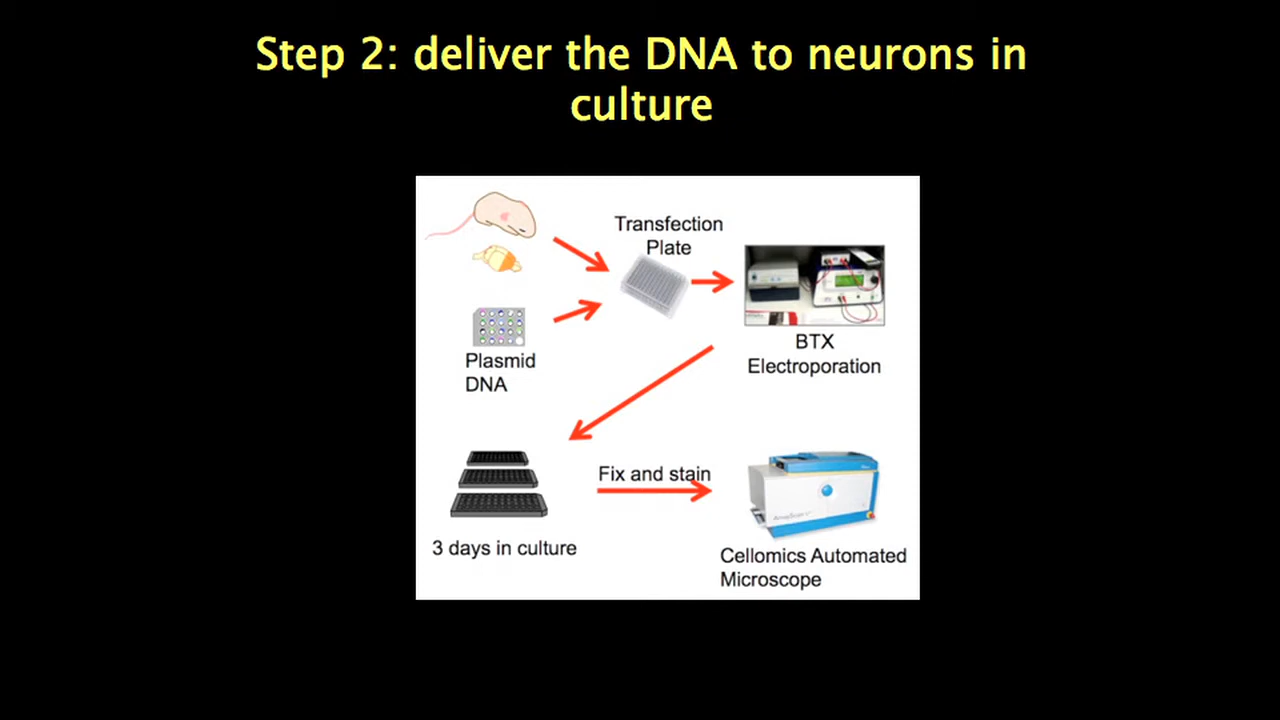 Step 2: deliver the DNA to neurons in
culture
Transfection
Plate
Plasmid
DNA
BTX
Electroporation
Fix and stain
3 days in culture
Cellomics Automated
Microscope